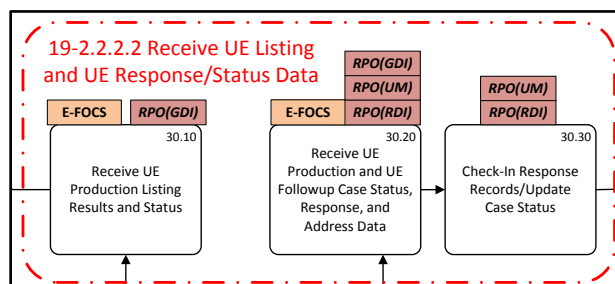 19-2.2.2.2 Receive UE Listing
and UE Response/Status Data
E-FOCS
RPO(GDI)
30.10
Receive UE
Production Listing
Results and Status
RPO(GDI)
RPO(UM)
E-FOCS
RPO(RDI)
30.20
Receive UE
Production and UE
Followup Case Status,
Response, and
Address Data
RPO(UM)
RPO(RDI)
30.30
Check-In Response
Records/Update
Case Status